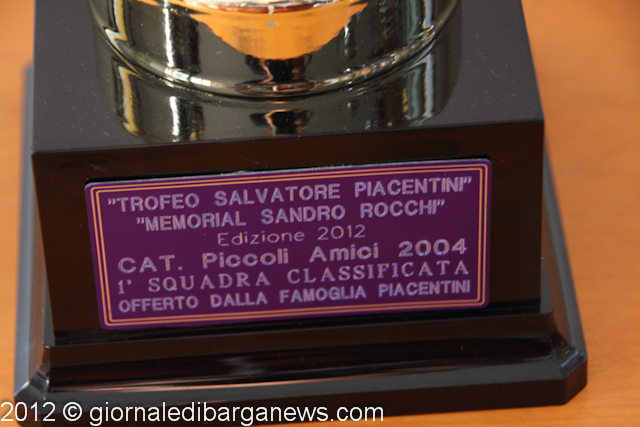 "TROFEO SALVATORE PIACENTINI"
"MEMORIAL SANDRO ROCCHI"
Edizione 2012
CAT. Piccoli Amici 2004
1' SQUADRA CLASSIFICATA
OFFERTO DALLA FAMOGLIA PIACENTINI
2012 © giornaledibarganews.com